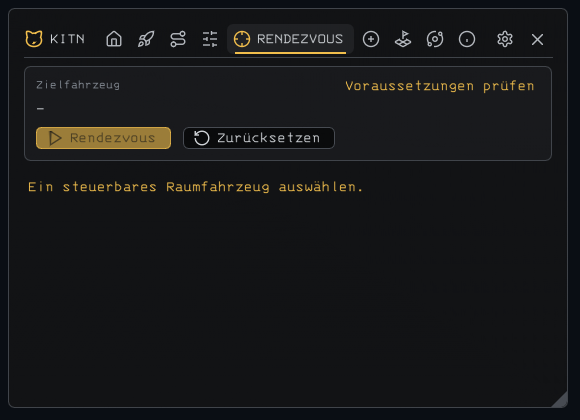 KITN RENDEZVOUS
Zielfahrzeug
Voraussetzungen prüfen
–
Rendezvous Zurücksetzen
Ein steuerbares Raumfahrzeug auswählen.